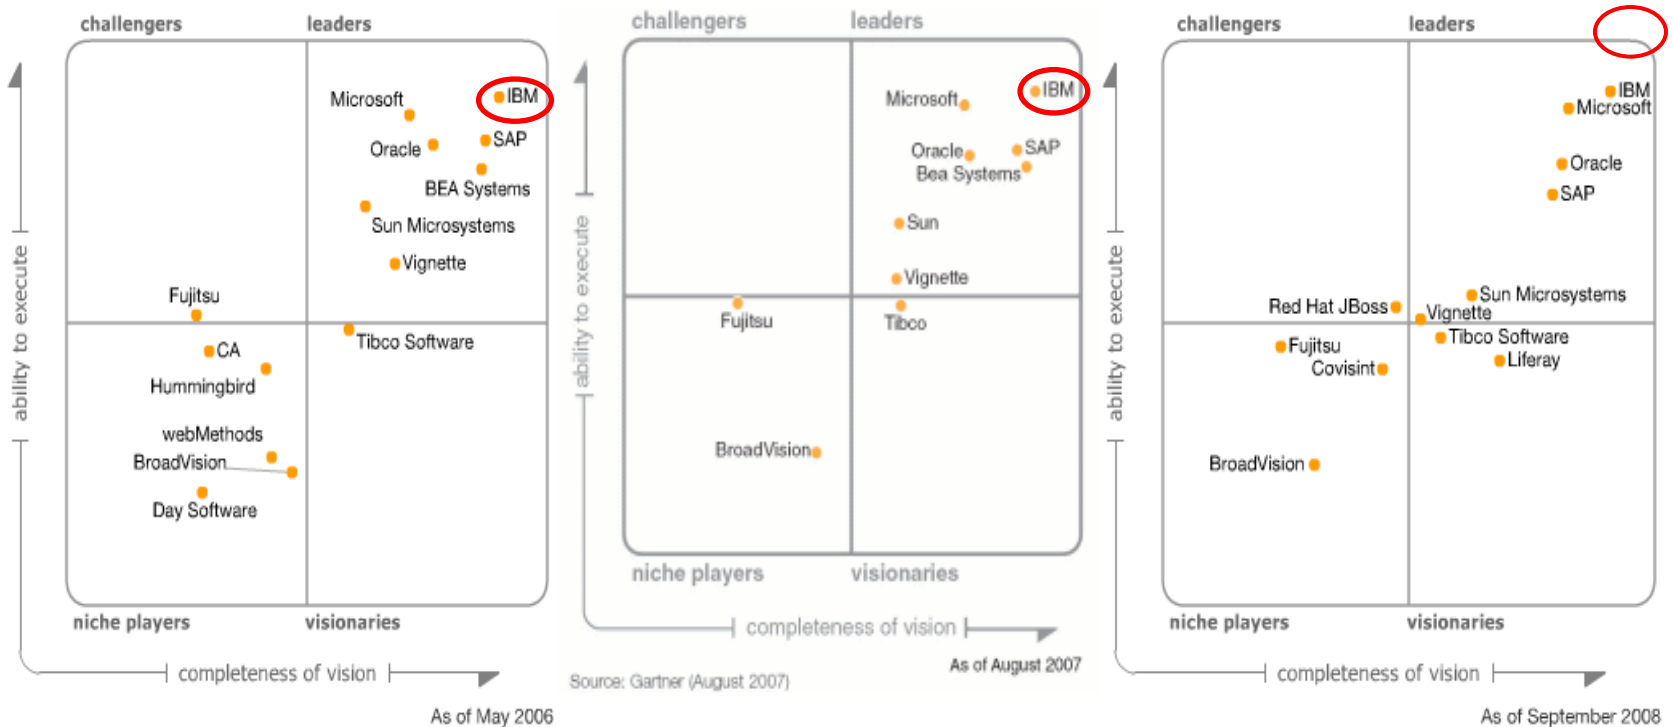 challengers
leaders
IBM
Microsoft
SAP
Oracle
BEA Systems
Sun Microsystems
Vignette
Fujitsu
Tibco Software
CA
Hummingbird
webMethods
BroadVision
Day Software
niche players
visionaries
ability to execute
completeness of vision
As of May 2006
challengers
leaders
IBM
Microsoft
SAP
Oracle
Bea Systems
Sun
Vignette
Fujitsu
Tibco
BroadVision
niche players
visionaries
ability to execute
completeness of vision
As of August 2007
Source: Gartner (August 2007)
challengers
leaders
IBM
Microsoft
Oracle
SAP
Sun Microsystems
Red Hat JBoss
Vignette
Tibco Software
Fujitsu
Liferay
Covisint
BroadVision
niche players
visionaries
ability to execute
completeness of vision
As of September 2008